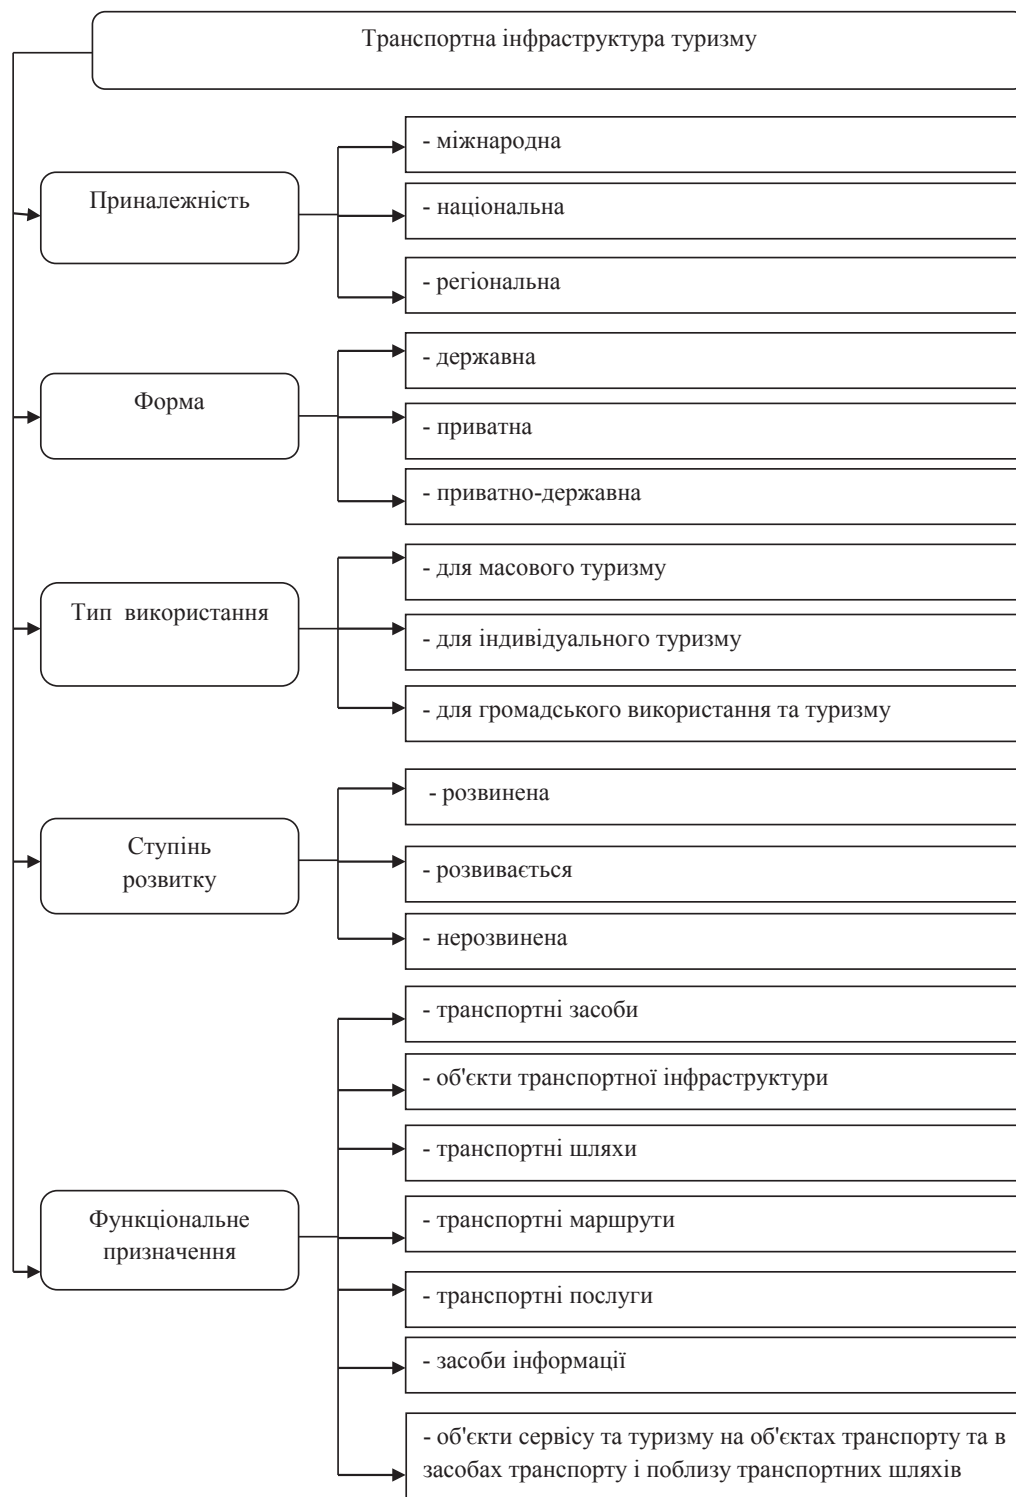 Транспортна інфраструктура туризму
Приналежність
- міжнародна
- національна
- регіональна
Форма
- державна
- приватна
- приватно-державна
Тип використання
- для масового туризму
- для індивідуального туризму
- для громадського використання та туризму
Ступінь
розвитку
- розвинена
- розвивається
- нерозвинена
Функціональне
призначення
- транспортні засоби
- об'єкти транспортної інфраструктури
- транспортні шляхи
- транспортні маршрути
- транспортні послуги
- засоби інформації
- об'єкти сервісу та туризму на об'єктах транспорту та в
засобах транспорту і поблизу транспортних шляхів